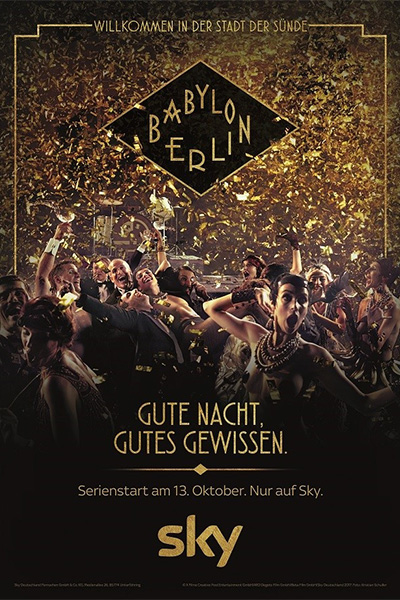 WILLKOMMEN IN DER STADT DER SÜNDE
BABYLON
BERLIN
GUTE NACHT,
GUTES GEWISSEN.
Serienstart am 13. Oktober. Nur auf Sky.
sky